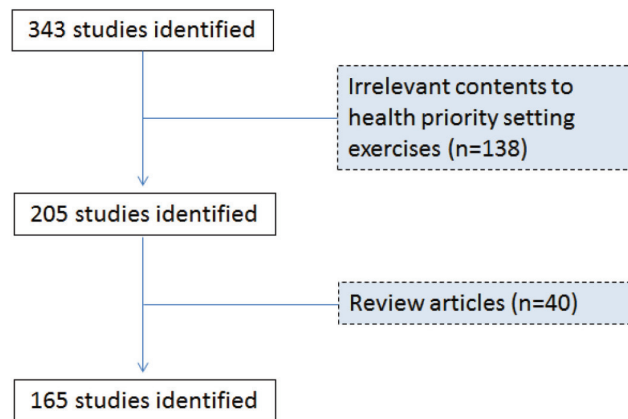 343 studies identified
Irrelevant contents to
health priority setting
exercises (n=138)
205 studies identified
Review articles (n=40)
165 studies identified